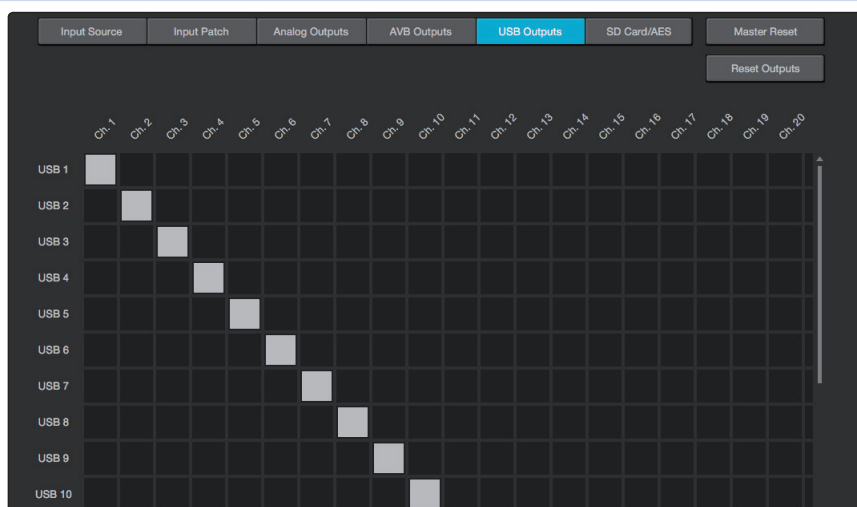 Input Source Input Patch Analog Outputs AVB Outputs USB Outputs SD Card/AES Master Reset
Reset Outputs
Ch. 1 Ch. 2 Ch. 3 Ch. 4 Ch. 5 Ch. 6 Ch. 7 Ch. 8 Ch. 9 Ch. 10 Ch. 11 Ch. 12 Ch. 13 Ch. 14 Ch. 15 Ch. 16 Ch. 17 Ch. 18 Ch. 19 Ch. 20
USB 1
USB 2
USB 3
USB 4
USB 5
USB 6
USB 7
USB 8
USB 9
USB 10